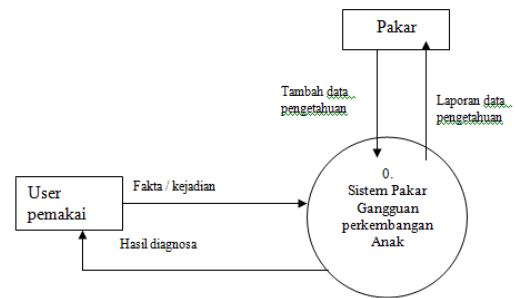 Pakar
Tambah data
pengetahuan
Laporan data
pengetahuan
0.
Sistem Pakar
Gangguan
perkembangan
Anak
User
pemakai
Fakta / kejadian
Hasil diagnosa